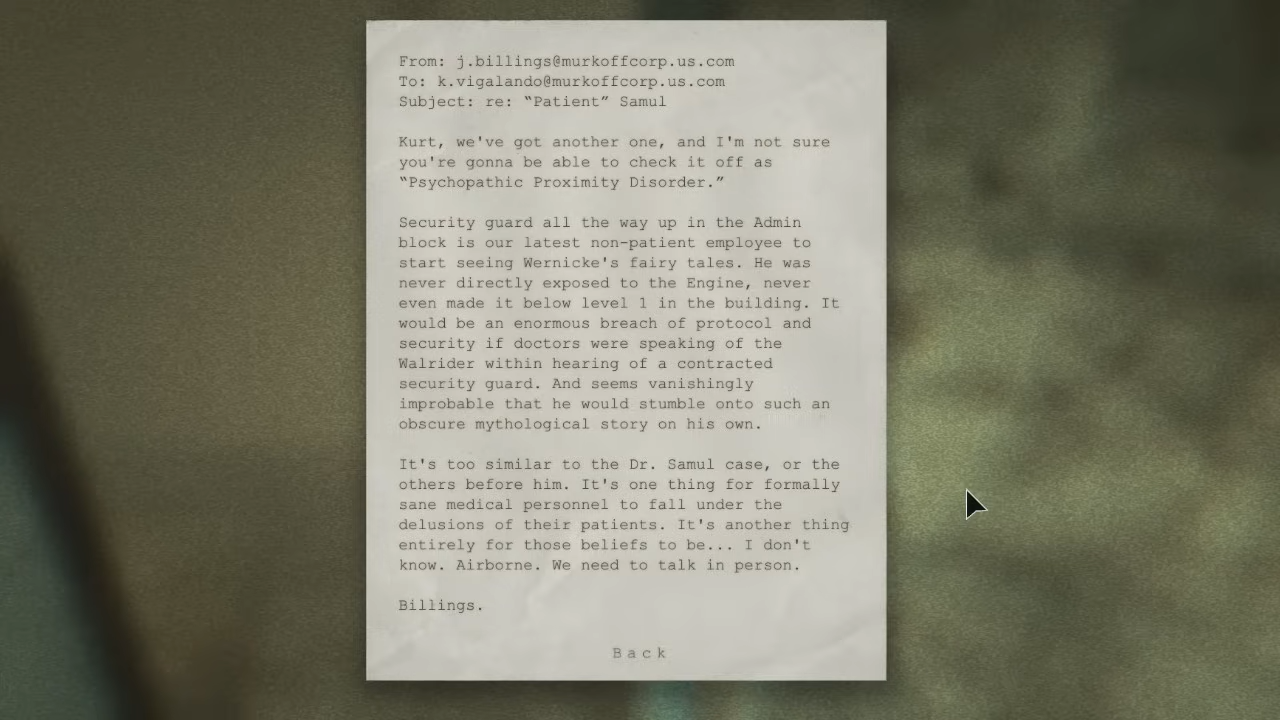 From: j.billings@murkoffcorp.us.com
To: k.vigalando@murkoffcorp.us.com
Subject: re: “Patient” Samul
Kurt, we've got another one, and I'm not sure
you're gonna be able to check it off as
“Psychopathic Proximity Disorder.”
Security guard all the way up in the Admin
block is our latest non-patient employee to
start seeing Wernicke's fairy tales. He was
never directly exposed to the Engine, never
even made it below level 1 in the building. It
would be an enormous breach of protocol and
security if doctors were speaking of the
Walrider within hearing of a contracted
security guard. And seems vanishingly
improbable that he would stumble onto such an
obscure mythological story on his own.
It's too similar to the Dr. Samul case, or the
others before him. It's one thing for formally
sane medical personnel to fall under the
delusions of their patients. It's another thing
entirely for those beliefs to be... I don't
know. Airborne. We need to talk in person.
Billings.
Back